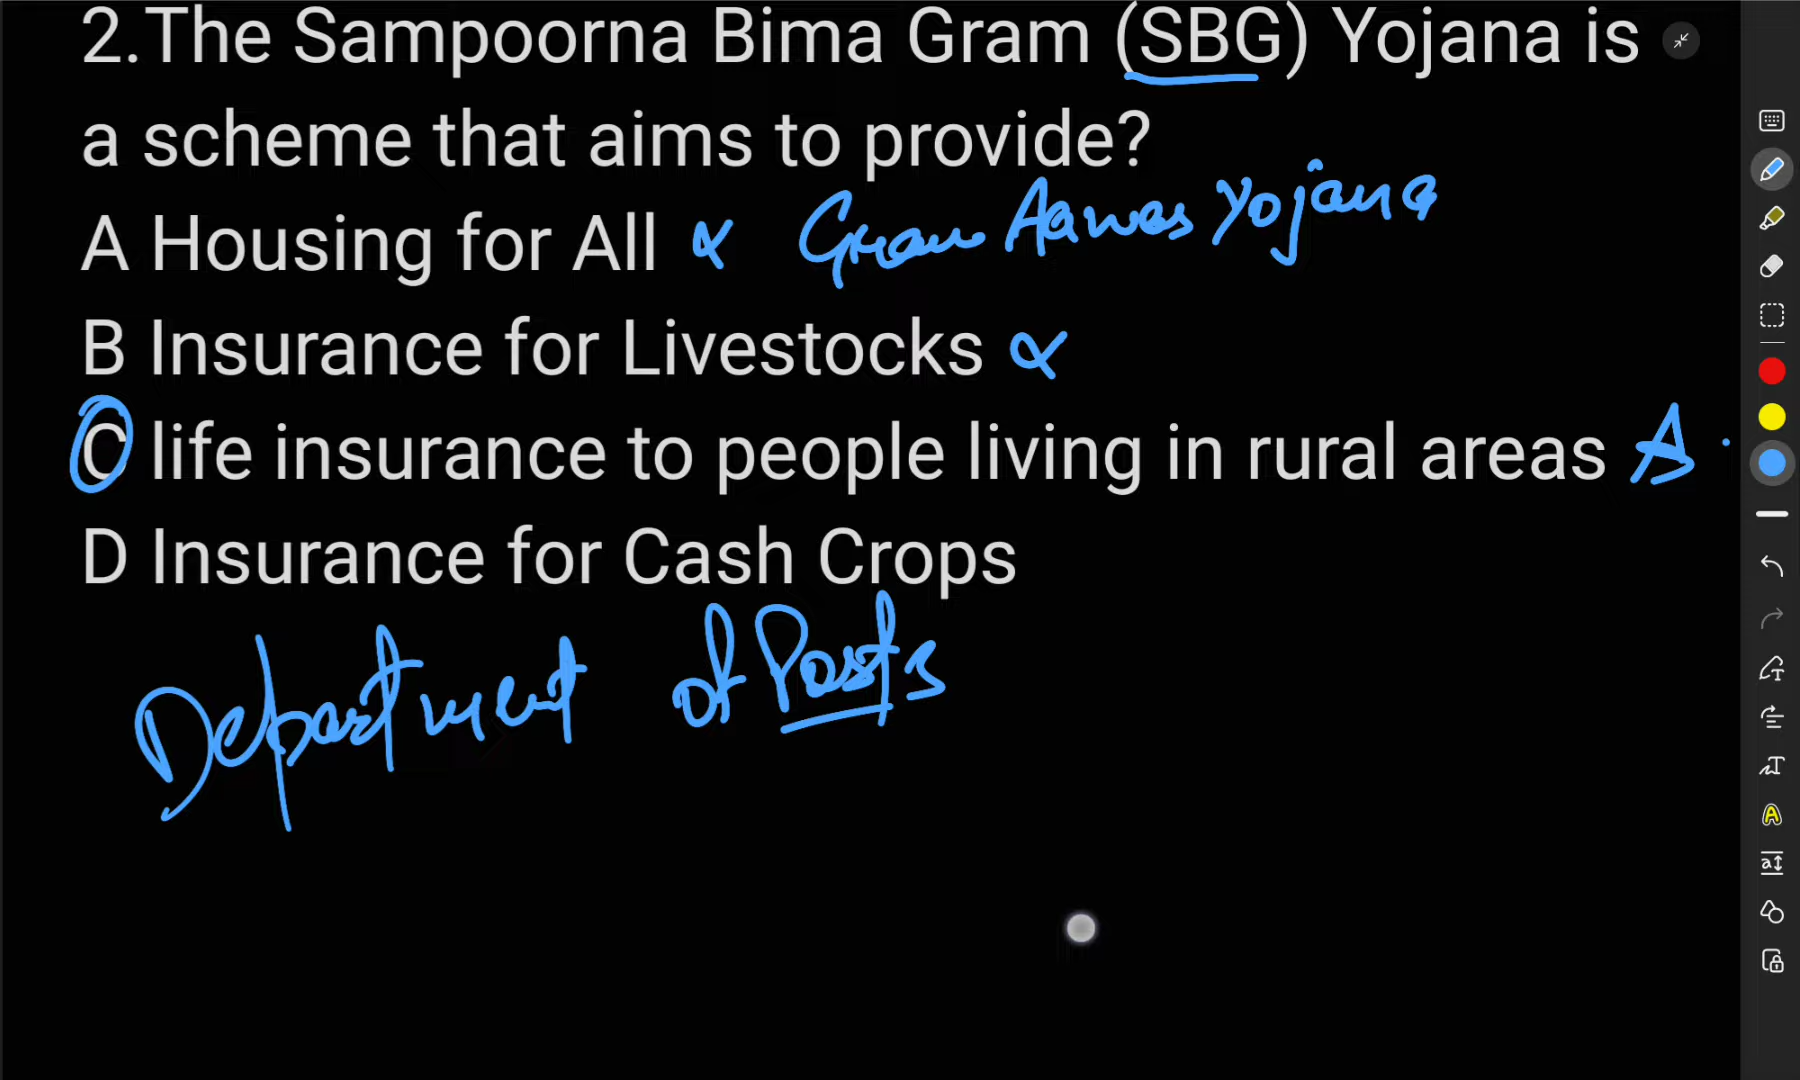 2.The Sampoorna Bima Gram (SBG) Yojana is
a scheme that aims to provide?
A Housing for All x Gram Aawas Yojana
B Insurance for Livestocks x
C life insurance to people living in rural areas A
D Insurance for Cash Crops
Department of Posts